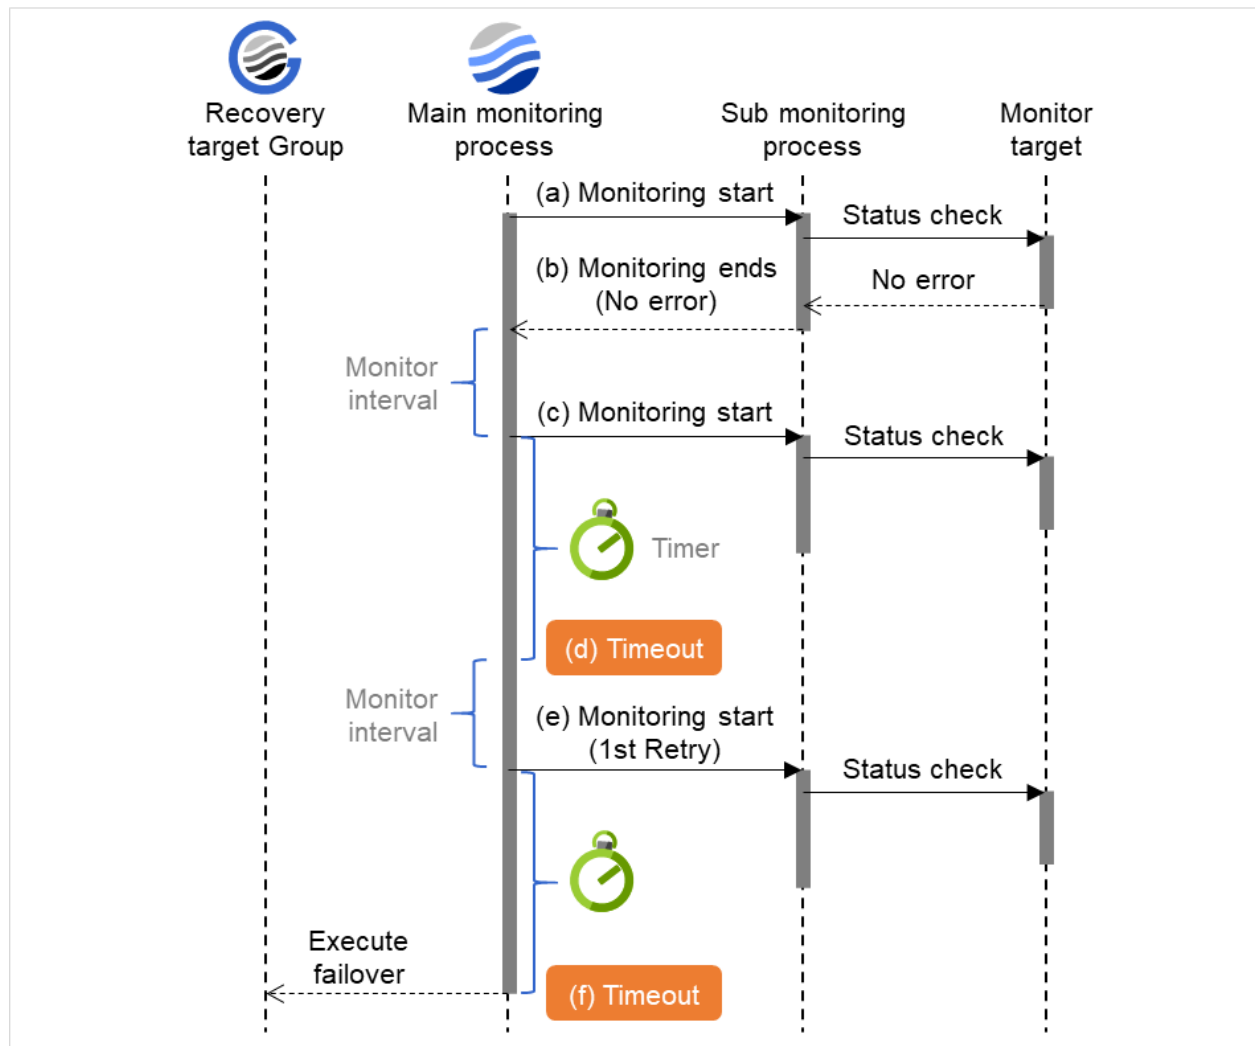 Recovery
target Group
Main monitoring
process
Sub monitoring
process
Monitor
target
(a) Monitoring start
Status check
(b) Monitoring ends
(No error)
No error
Monitor
interval
(c) Monitoring start
Status check
Timer
(d) Timeout
Monitor
interval
(e) Monitoring start
(1st Retry)
Status check
Execute
failover
(f) Timeout